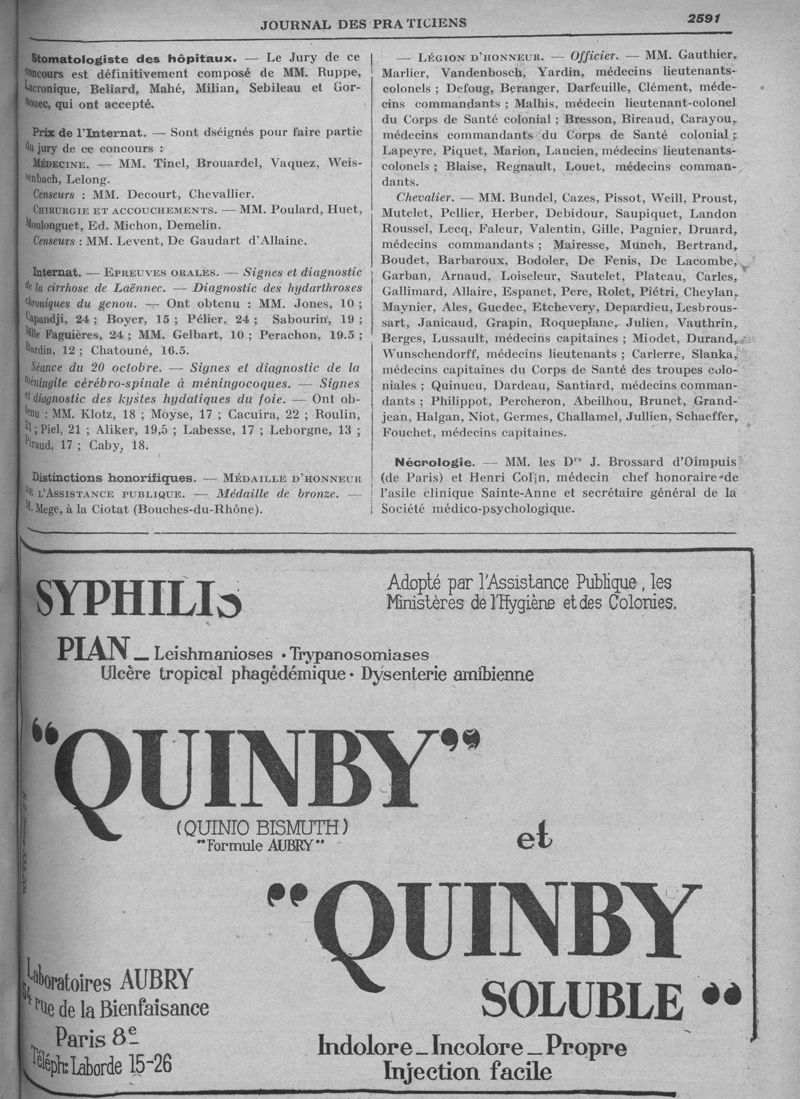 JOURNAL DES PRATICIENS
2591
Stomatologiste des hôpitaux. — Le Jury de ce
concours est définitivement composé de MM. Ruppe,
Lacronique, Beliard, Mahé, Milian, Sebileau et Gor-
nouec, qui ont accepté.
Prix de l'Internat. — Sont dséignés pour faire partie
du jury de ce concours :
MÉDECINE. — MM. Tinel, Brouardel, Vaquez, Weis-
senbach, Lelong.
Censeurs : MM. Decourt, Chevallier.
CHIRURGIE ET ACCOUCHEMENTS. — MM. Poulard, Huet,
Moulonguet, Ed. Michon, Demelin.
Censeurs : MM. Levent, De Gaudart d'Allaine.
Internat. — EPREUVES ORALES. — Signes et diagnostic
de la cirrhose de Laënnec. — Diagnostic des hydarthroses
chroniques du genou. — Ont obtenu : MM. Jones, 10 ;
Capandji, 24 ; Boyer, 15 ; Pélier, 24 ; Sabourin, 19 ;
Mlle Faguières, 24 ; MM. Gelbart, 10 ; Perachon, 19.5 ;
Bardin, 12 ; Chatouné, 16.5.
Séance du 20 octobre. — Signes et diagnostic de la
méningite cérébro-spinale à méningocoques. — Signes
et diagnostic des kystes hydatiques du foie. — Ont ob-
tenu : MM. Klotz, 18 ; Moyse, 17 ; Cacuira, 22 ; Roulin,
21 ; Piel, 21 ; Aliker, 19,5 ; Labesse, 17 ; Leborgne, 13 ;
Piraud, 17 ; Caby, 18.
Distinctions honorifiques. — MÉDAILLE D'HONNEUR
DE L'ASSISTANCE PUBLIQUE. — Médaille de bronze. —
M. Mege, à la Ciotat (Bouches-du-Rhône).
— LÉGION D'HONNEUR. — Officier. — MM. Gauthier,
Marlier, Vandenbosch, Yardin, médecins lieutenants-
colonels ; Defoug, Beranger, Darfeuille, Clément, méde-
cins commandants ; Malhis, médecin lieutenant-colonel
du Corps de Santé colonial ; Bresson, Bircaud, Carayou,
médecins commandants du Corps de Santé colonial ;
Lapeyre, Piquet, Marion, Lancien, médecins lieutenants-
colonels ; Blaise, Regnault, Louet, médecins comman-
dants.
Chevalier. — MM. Bundel, Cazes, Pissot, Weill, Proust,
Mutelet, Pellier, Herber, Debidour, Saupiquet, Landon
Roussel, Lecq, Faleur, Valentin, Gille, Pagnier, Druard,
médecins commandants ; Mairesse, Munch, Bertrand,
Boudet, Barbaroux, Bodoler, De Fenis, De Lacombe,
Garban, Arnaud, Loiseleur, Sautelet, Plateau, Carles,
Gallimard, Allaire, Espanet, Pere, Rolet, Piétri, Cheylan,
Maynier, Ales, Guedec, Etchevery, Depardieu, Lesbrous-
sart, Janicaud, Grapin, Roqueplane, Julien, Vauthrin,
Berges, Lussault, médecins capitaines ; Miodet, Durand,
Wunschendorff, médecins lieutenants ; Carlerre, Slanka,
médecins capitaines du Corps de Santé des troupes colo-
niales ; Quinucu, Dardeau, Santiard, médecins comman-
dants ; Philippot, Percheron, Abeilhou, Brunet, Grand-
jean, Halgan, Niot, Germes, Challamel, Jullien, Schaeffer,
Fouchet, médecins capitaines.
Nécrologie. — MM. les Drs J. Brossard d'Oimpuis
(de Paris) et Henri Colin, médecin chef honoraire de
l'asile clinique Sainte-Anne et secrétaire général de la
Société médico-psychologique.
SYPHILIS
Adopté par l'Assistance Publique, les
Ministères de l'Hygiène et des Colonies.
PIAN — Leishmanioses • Trypanosomiases
Ulcère tropical phagédémique • Dysenterie amibienne
"QUINBY"
(QUINIO BISMUTH)
"Formule AUBRY"
et
"QUINBY
SOLUBLE"
Laboratoires AUBRY
54 rue de la Bienfaisance
Paris 8e
Téléph: Laborde 15-26
Indolore — Incolore — Propre
Injection facile